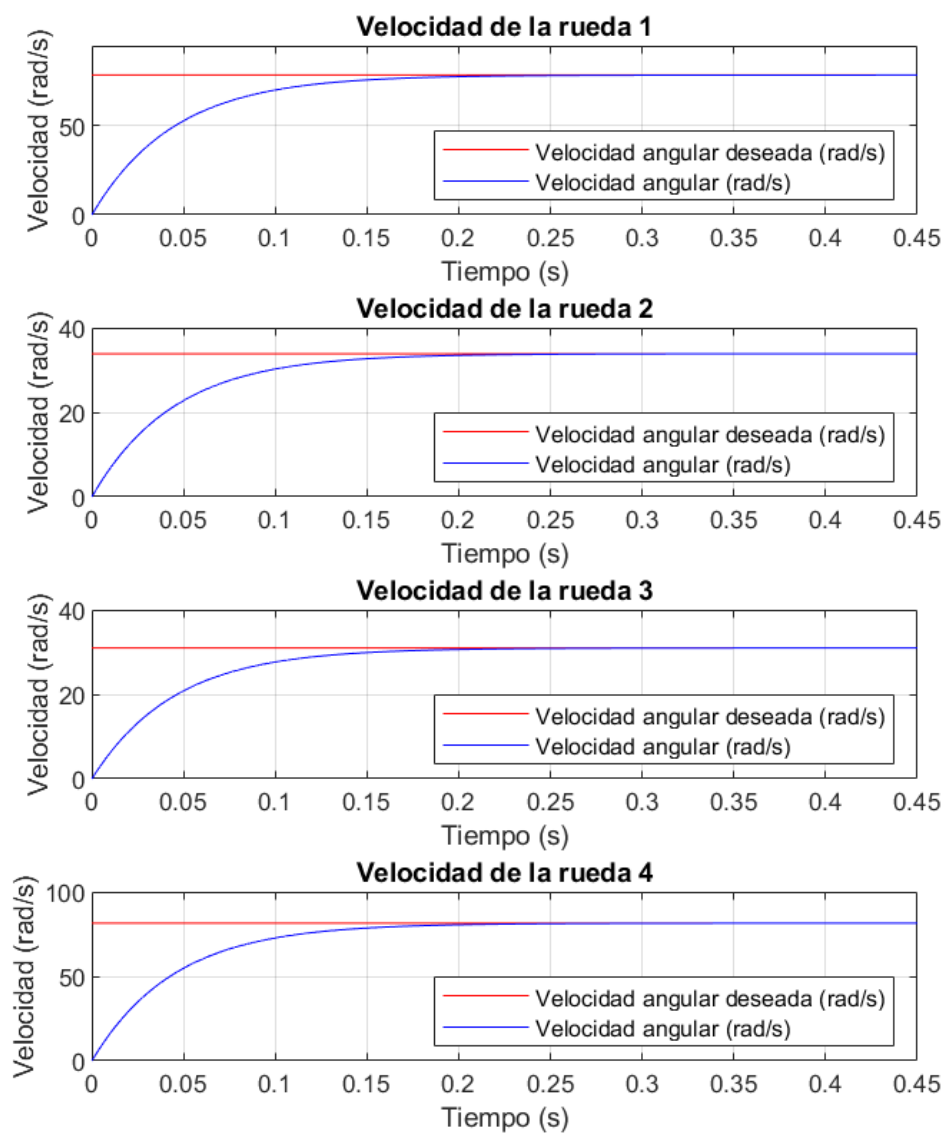 Velocidad de la rueda 1
Velocidad (rad/s)
50
0
Velocidad angular deseada (rad/s)
Velocidad angular (rad/s)
0 0.05 0.1 0.15 0.2 0.25 0.3 0.35 0.4 0.45
Tiempo (s)
Velocidad de la rueda 2
Velocidad (rad/s)
40
20
0
Velocidad angular deseada (rad/s)
Velocidad angular (rad/s)
0 0.05 0.1 0.15 0.2 0.25 0.3 0.35 0.4 0.45
Tiempo (s)
Velocidad de la rueda 3
Velocidad (rad/s)
40
20
0
Velocidad angular deseada (rad/s)
Velocidad angular (rad/s)
0 0.05 0.1 0.15 0.2 0.25 0.3 0.35 0.4 0.45
Tiempo (s)
Velocidad de la rueda 4
Velocidad (rad/s)
100
50
0
Velocidad angular deseada (rad/s)
Velocidad angular (rad/s)
0 0.05 0.1 0.15 0.2 0.25 0.3 0.35 0.4 0.45
Tiempo (s)